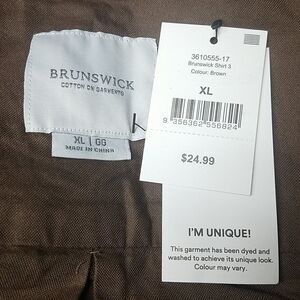 BRUNSWICK
COTTON ON GARMENTS
XL | GG
MADE IN CHINA
3610555-17
Brunswick Shirt 3
Colour: Brown
XL
9 356362 556824
$24.99
I'M UNIQUE!
This garment has been dyed and
washed to achieve its unique look.
Colour may vary.